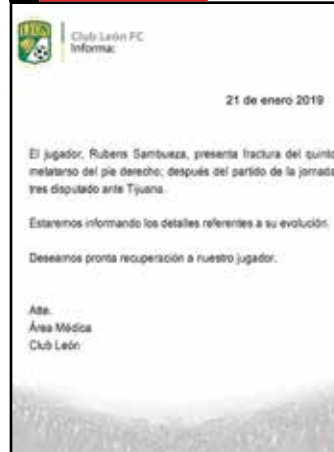 LEON
Club León FC
Informa:
21 de enero 2019
El jugador, Rubens Sambueza, presenta fractura del quinto
metatarso del pie derecho; después del partido de la jornada
tres disputado ante Tijuana.
Estaremos informando los detalles referentes a su evolución.
Deseamos pronta recuperación a nuestro jugador.
Atte.
Área Médica
Club León